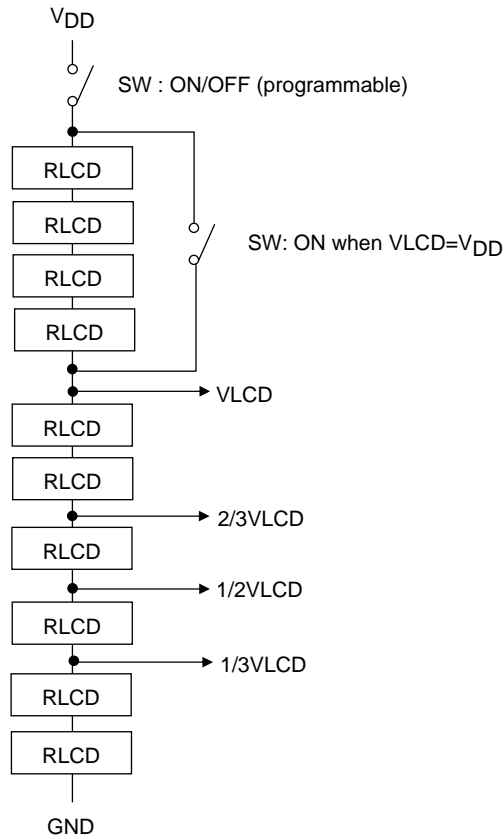 VDD
SW : ON/OFF (programmable)
RLCD
RLCD
SW: ON when VLCD=VDD
RLCD
RLCD
VLCD
RLCD
RLCD
2/3VLCD
RLCD
1/2VLCD
RLCD
1/3VLCD
RLCD
RLCD
GND